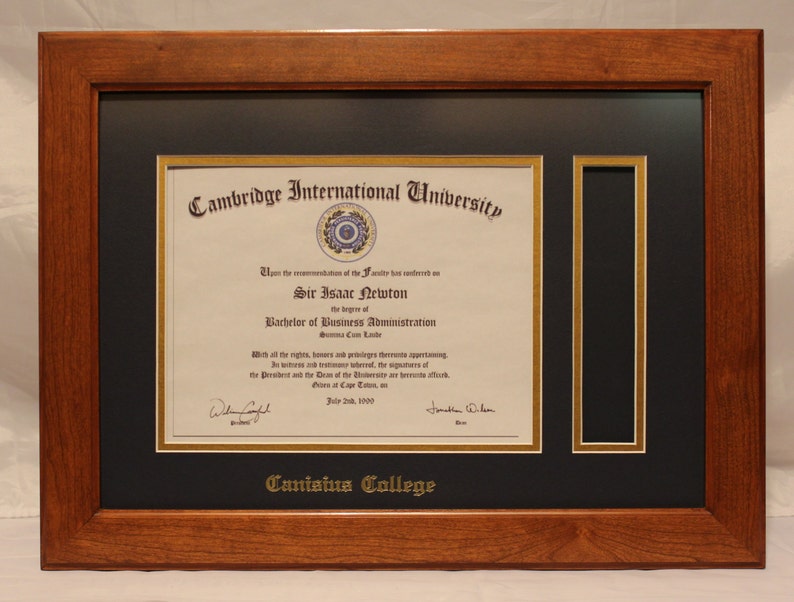 Cambridge International University
Upon the recommendation of the Faculty has conferred on
Sir Isaac Newton
the degree of
Bachelor of Business Administration
Summa Cum Laude
With all the rights, honors and privileges thereunto appertaining.
In witness and testimony whereof, the signatures of
the President and the Dean of the University are hereunto affixed.
Given at Cape Town, on
July 2nd, 1999
Jonathan Wilson
President
Dean
Canisius College